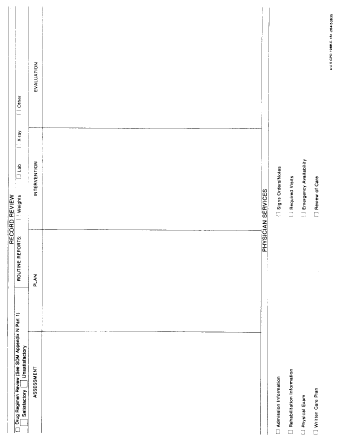 RECORD REVIEW
☐ Drug Regimen Review (See SOM Appendix N Part 1)
☐ Satisfactory ☐ Unsatisfactory
ROUTINE REPORTS ☐ Weights ☐ Lab ☐ X-ray ☐ Other
ASSESSMENT PLAN INTERVENTION EVALUATION
PHYSICIAN SERVICES
☐ Admission Information ☐ Signs Orders/Notes
☐ Rehabilitation Information ☐ Required Visits
☐ Physical Exam ☐ Emergency Availability
☐ Written Care Plan ☐ Review of Care